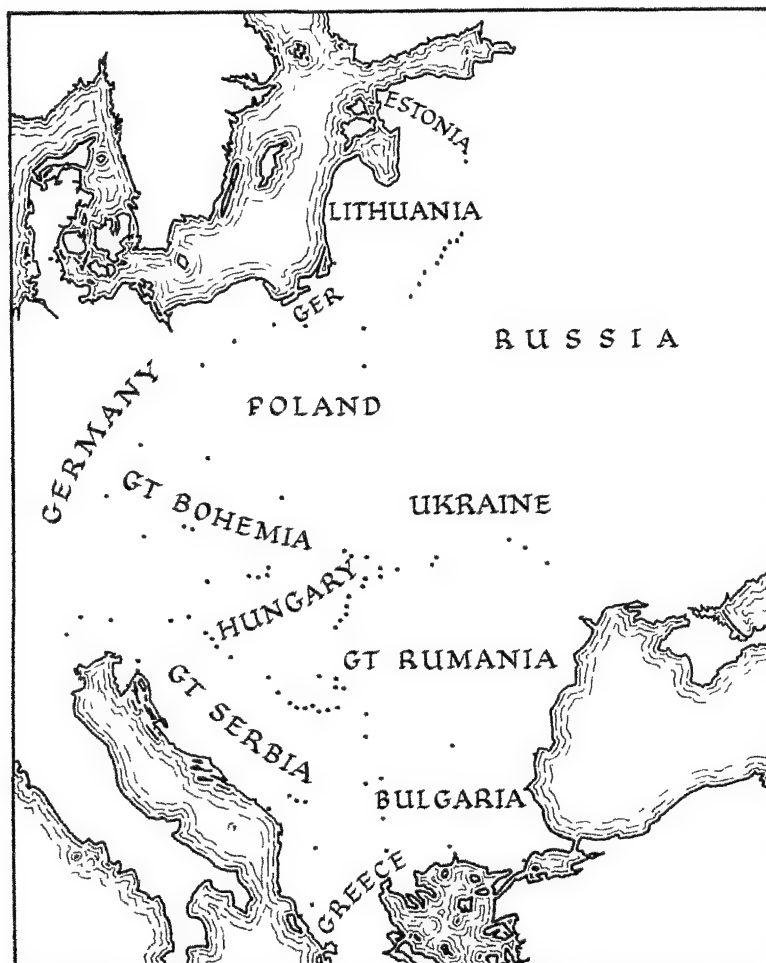 ESTONIA
LITHUANIA
GER
RUSSIA
POLAND
GERMANY
GT BOHEMIA
UKRAINE
HUNGARY
GT RUMANIA
GT SERBIA
BULGARIA
GREECE